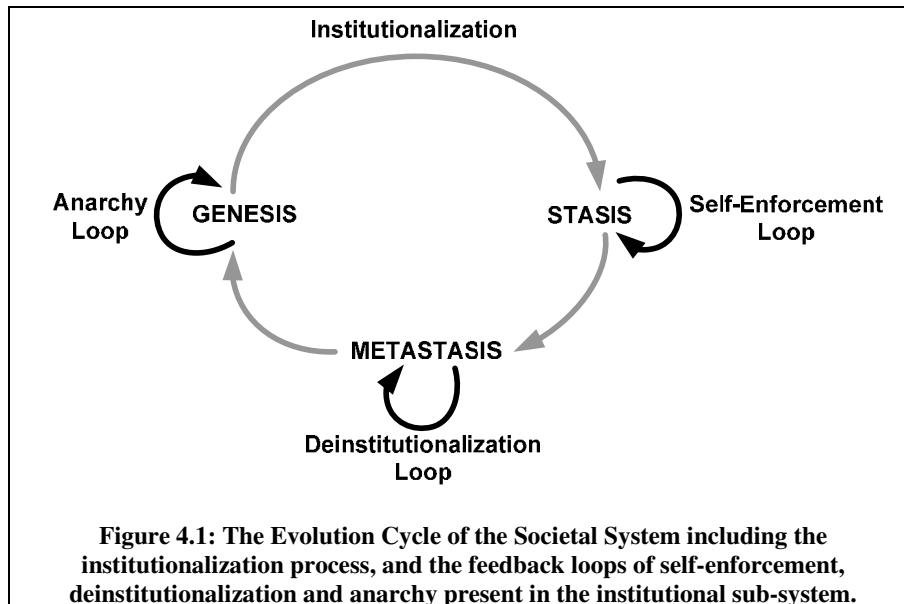 Institutionalization
Anarchy
Loop
GENESIS
STASIS
Self-Enforcement
Loop
METASTASIS
Deinstitutionalization
Loop
Figure 4.1: The Evolution Cycle of the Societal System including the
institutionalization process, and the feedback loops of self-enforcement,
deinstitutionalization and anarchy present in the institutional sub-system.